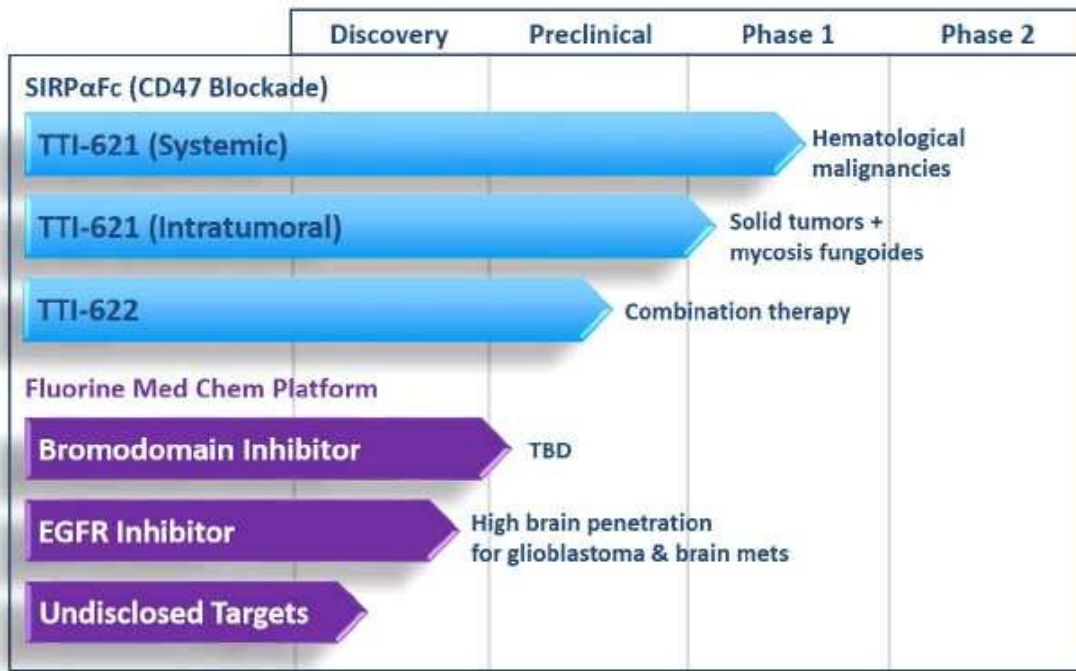 Discovery Preclinical Phase 1 Phase 2
SIRPαFc (CD47 Blockade)
TTI-621 (Systemic)
Hematological
malignancies
TTI-621 (Intratumoral)
Solid tumors +
mycosis fungoides
TTI-622
Combination therapy
Fluorine Med Chem Platform
Bromodomain Inhibitor
TBD
EGFR Inhibitor
High brain penetration
for glioblastoma & brain mets
Undisclosed Targets